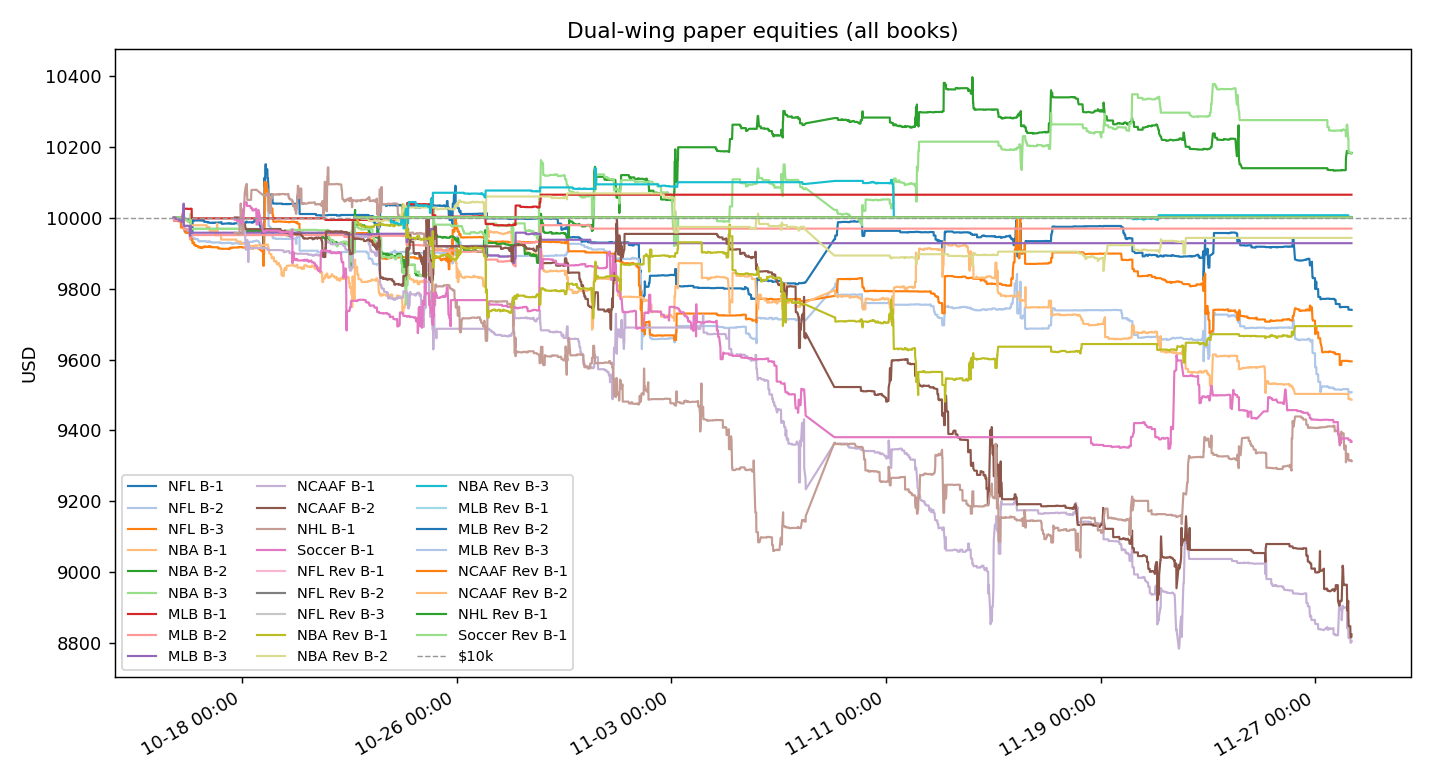 Dual-wing paper equities (all books)
USD
10400
10200
10000
9800
9600
9400
9200
9000
8800
NFL B-1
NFL B-2
NFL B-3
NBA B-1
NBA B-2
NBA B-3
MLB B-1
MLB B-2
MLB B-3
NCAAF B-1
NCAAF B-2
NHL B-1
Soccer B-1
NFL Rev B-1
NFL Rev B-2
NFL Rev B-3
NBA Rev B-1
NBA Rev B-2
NBA Rev B-3
MLB Rev B-1
MLB Rev B-2
MLB Rev B-3
NCAAF Rev B-1
NCAAF Rev B-2
NHL Rev B-1
Soccer Rev B-1
$10k
10-18 00:00
10-26 00:00
11-03 00:00
11-11 00:00
11-19 00:00
11-27 00:00